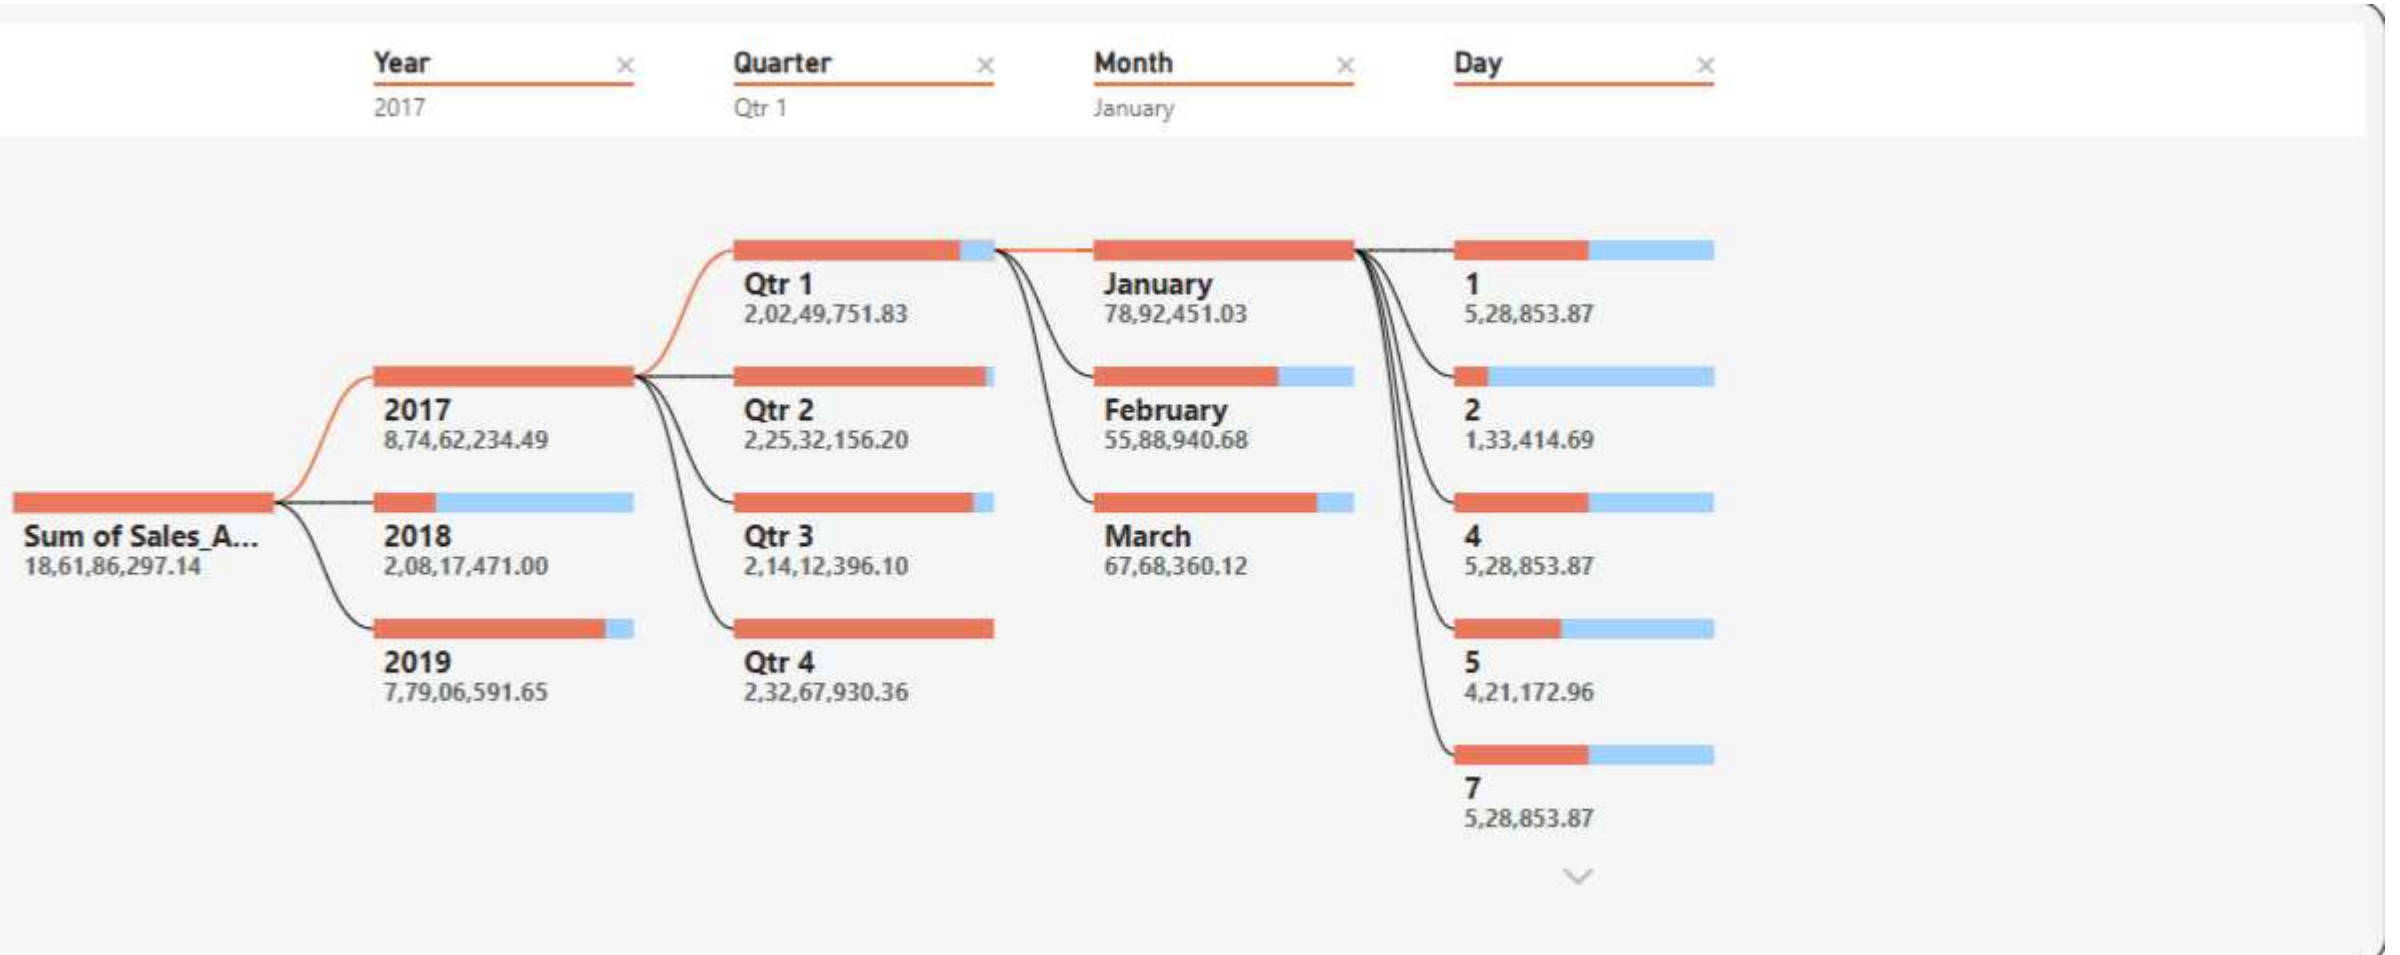 Year
Quarter
Month
Day
2017
Qtr 1
January
Qtr 1
2,02,49,751.83
January
78,92,451.03
1
5,28,853.87
2017
8,74,62,234.49
Qtr 2
2,25,32,156.20
February
55,88,940.68
2
1,33,414.69
Sum of Sales_A...
18,61,86,297.14
2018
2,08,17,471.00
Qtr 3
2,14,12,396.10
March
67,68,360.12
4
5,28,853.87
2019
7,79,06,591.65
Qtr 4
2,32,67,930.36
5
4,21,172.96
7
5,28,853.87